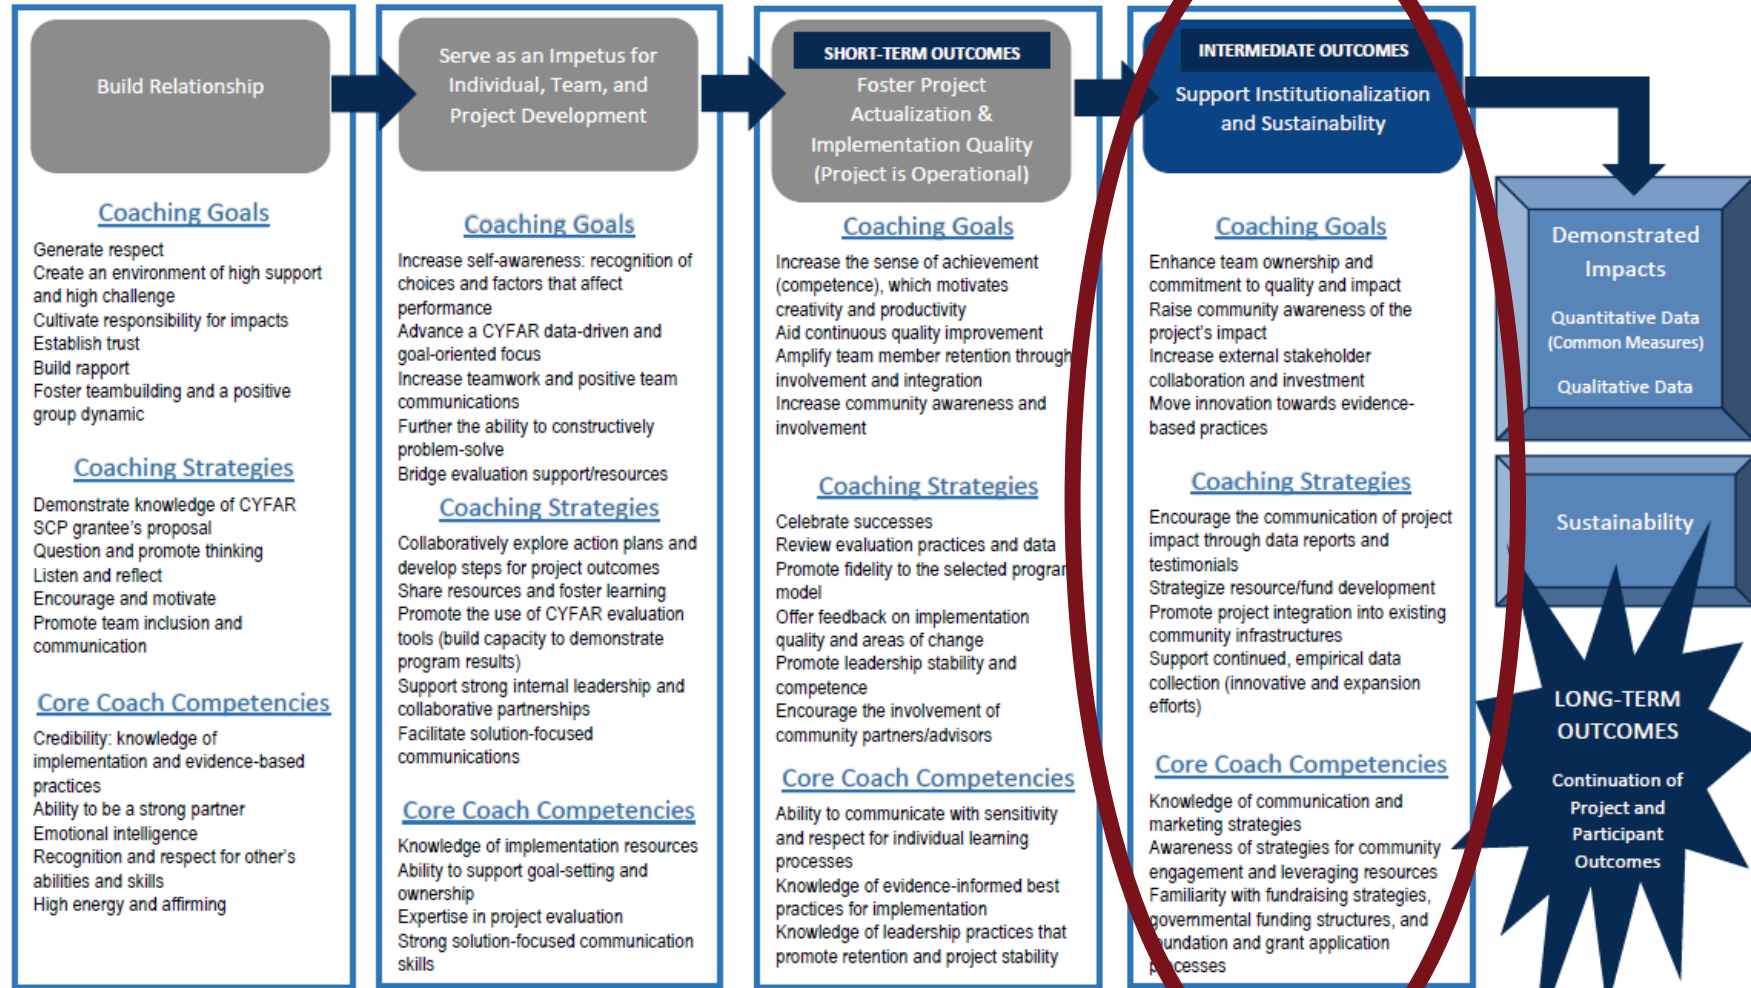 Build Relationship
Coaching Goals
Generate respect
Create an environment of high support
and high challenge
Cultivate responsibility for impacts
Establish trust
Build rapport
Foster teambuilding and a positive
group dynamic
Coaching Strategies
Demonstrate knowledge of CYFAR
SCP grantee's proposal
Question and promote thinking
Listen and reflect
Encourage and motivate
Promote team inclusion and
communication
Core Coach Competencies
Credibility: knowledge of
implementation and evidence-based
practices
Ability to be a strong partner
Emotional intelligence
Recognition and respect for other's
abilities and skills
High energy and affirming
Serve as an Impetus for
Individual, Team, and
Project Development
Coaching Goals
Increase self-awareness: recognition of
choices and factors that affect
performance
Advance a CYFAR data-driven and
goal-oriented focus
Increase teamwork and positive team
communications
Further the ability to constructively
problem-solve
Bridge evaluation support/resources
Coaching Strategies
Collaboratively explore action plans and
develop steps for project outcomes
Share resources and foster learning
Promote the use of CYFAR evaluation
tools (build capacity to demonstrate
program results)
Support strong internal leadership and
collaborative partnerships
Facilitate solution-focused
communications
Core Coach Competencies
Knowledge of implementation resources
Ability to support goal-setting and
ownership
Expertise in project evaluation
Strong solution-focused communication
skills
SHORT-TERM OUTCOMES
Foster Project
Actualization &
Implementation Quality
(Project is Operational)
Coaching Goals
Increase the sense of achievement
(competence), which motivates
creativity and productivity
Aid continuous quality improvement
Amplify team member retention through
involvement and integration
Increase community awareness and
involvement
Coaching Strategies
Celebrate successes
Review evaluation practices and data
Promote fidelity to the selected program
model
Offer feedback on implementation
quality and areas of change
Promote leadership stability and
competence
Encourage the involvement of
community partners/advisors
Core Coach Competencies
Ability to communicate with sensitivity
and respect for individual learning
processes
Knowledge of evidence-informed best
practices for implementation
Knowledge of leadership practices that
promote retention and project stability
INTERMEDIATE OUTCOMES
Support Institutionalization
and Sustainability
Coaching Goals
Enhance team ownership and
commitment to quality and impact
Raise community awareness of the
project's impact
Increase external stakeholder
collaboration and investment
Move innovation towards evidence-
based practices
Coaching Strategies
Encourage the communication of project
impact through data reports and
testimonials
Strategize resource/fund development
Promote project integration into existing
community infrastructures
Support continued, empirical data
collection (innovative and expansion
efforts)
Core Coach Competencies
Knowledge of communication and
marketing strategies
Awareness of strategies for community
engagement and leveraging resources
Familiarity with fundraising strategies,
governmental funding structures, and
foundation and grant application
processes
Demonstrated
Impacts
Quantitative Data
(Common Measures)
Qualitative Data
Sustainability
LONG-TERM
OUTCOMES
Continuation of
Project and
Participant
Outcomes